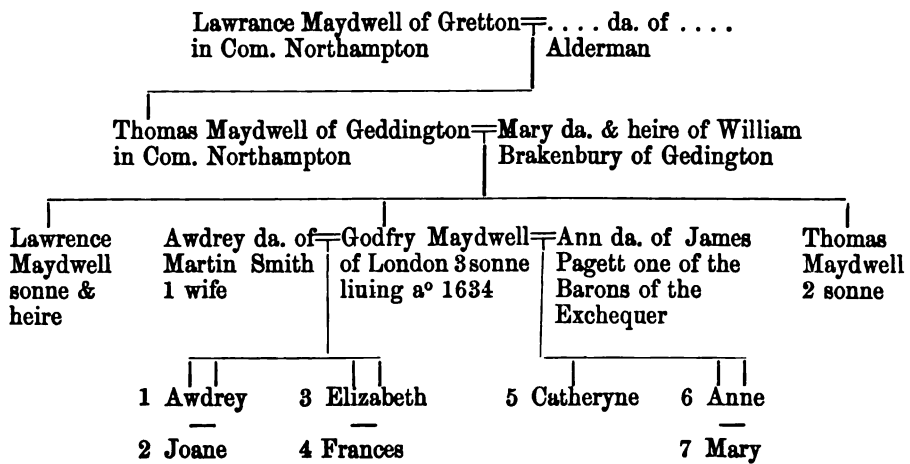 Lawrance Maydwell of Gretton=.... da. of ....
in Com. Northampton Alderman
Thomas Maydwell of Geddington=Mary da. & heire of William
in Com. Northampton Brakenbury of Gedington
Lawrence
Maydwell
sonne &
heire
Awdrey da. of=Godfry Maydwell=Ann da. of James
Martin Smith of London 3 sonne Pagett one of the
1 wife liuing aº 1634 Barons of the
Exchequer
Thomas
Maydwell
2 sonne
1 Awdrey 3 Elizabeth 5 Catheryne 6 Anne
2 Joane 4 Frances 7 Mary